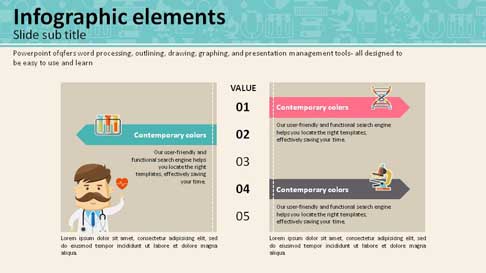 Infographic elements
Slide sub title
Powerpoint ofqfers word processing, outlining, drawing, graphing, and presentation management tools- all designed to
be easy to use and learn
VALUE
01
02
03
04
05
Contemporary colors
Our user-friendly and
functional search engine helps
you locate the right
templates, effectively saving
your time.
Lorem ipsum dolor sit amet, consectetur adipisicing elit, sed
do eiusmod tempor incididunt ut labore et dolore magna
aliqua.
Contemporary colors
Our user-friendly and functional search engine
helps you locate the right templates,
effectively saving your time.
Contemporary colors
Our user-friendly and functional search engine
helps you locate the right templates,
effectively saving your time.
Lorem ipsum dolor sit amet, consectetur adipisicing elit, sed
do eiusmod tempor incididunt ut labore et dolore magna
aliqua.